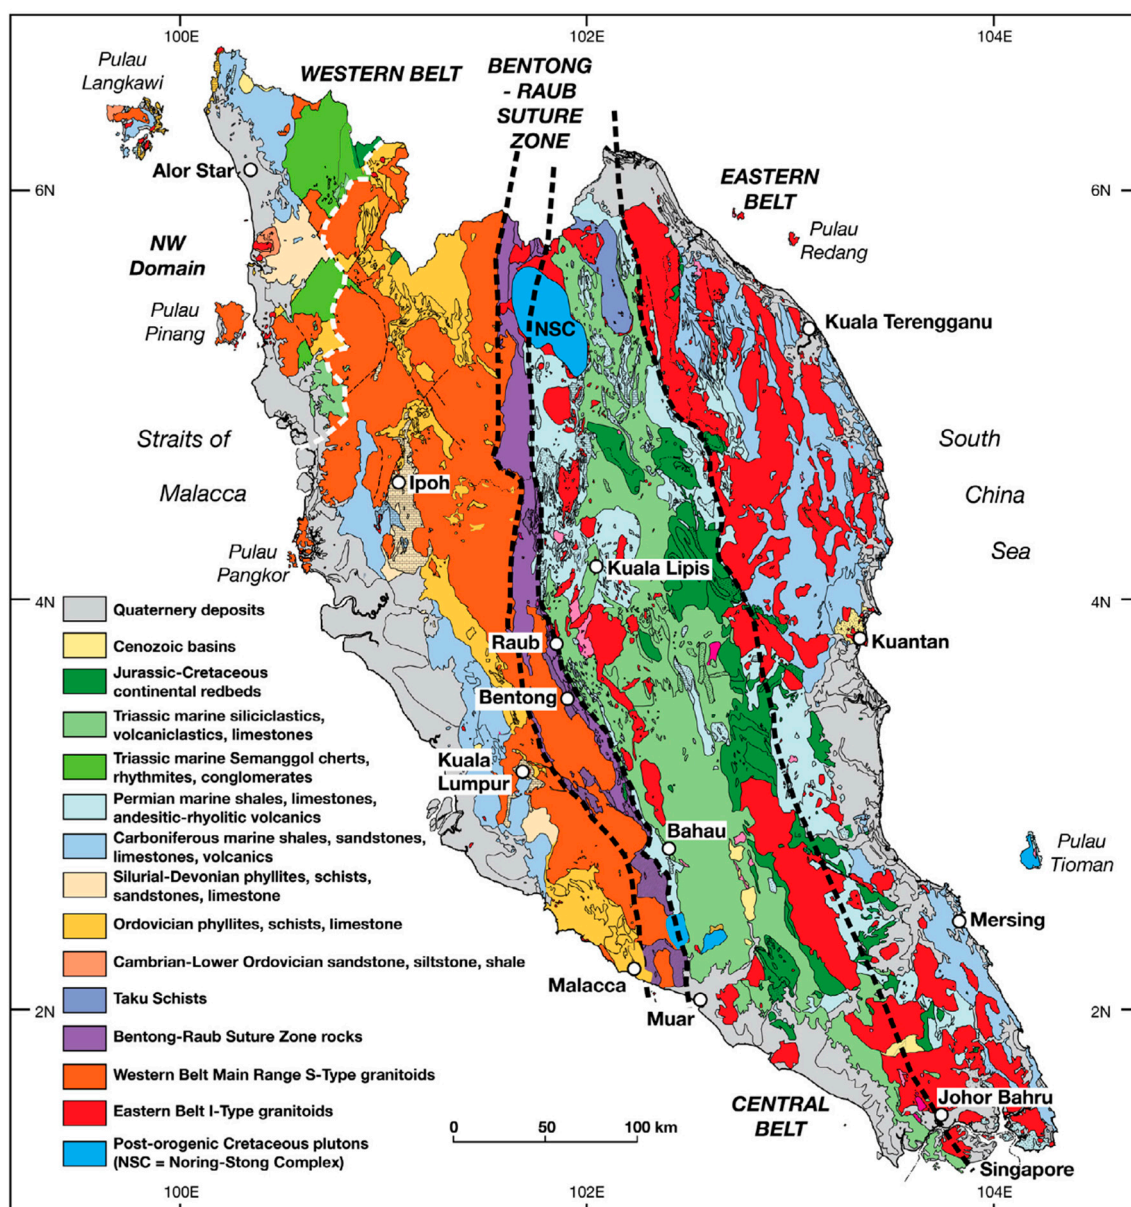 100E
102E
104E
Pulau
Langkawi
WESTERN BELT
BENTONG
- RAUB
SUTURE
ZONE
Alor Star
6N
EASTERN
BELT
6N
Pulau
Redang
NW
Domain
Pulau
Pinang
NSC
Kuala Terengganu
Straits of
Malacca
South
China
Sea
Ipoh
Pulau
Pangkor
Kuala Lipis
4N
4N
Kuantan
Raub
Bentong
Kuala
Lumpur
Bahau
Pulau
Tioman
Mersing
Malacca
Muar
2N
2N
CENTRAL
BELT
Johor Bahru
Singapore
Quaternery deposits
Cenozoic basins
Jurassic-Cretaceous
continental redbeds
Triassic marine siliciclastics,
volcaniclastics, limestones
Triassic marine Semanggol cherts,
rhythmites, conglomerates
Permian marine shales, limestones,
andesitic-rhyolitic volcanics
Carboniferous marine shales, sandstones,
limestones, volcanics
Silurial-Devonian phyllites, schists,
sandstones, limestone
Ordovician phyllites, schists, limestone
Cambrian-Lower Ordovician sandstone, siltstone, shale
Taku Schists
Bentong-Raub Suture Zone rocks
Western Belt Main Range S-Type granitoids
Eastern Belt I-Type granitoids
Post-orogenic Cretaceous plutons
(NSC = Noring-Stong Complex)
0
50
100 km
100E
102E
104E